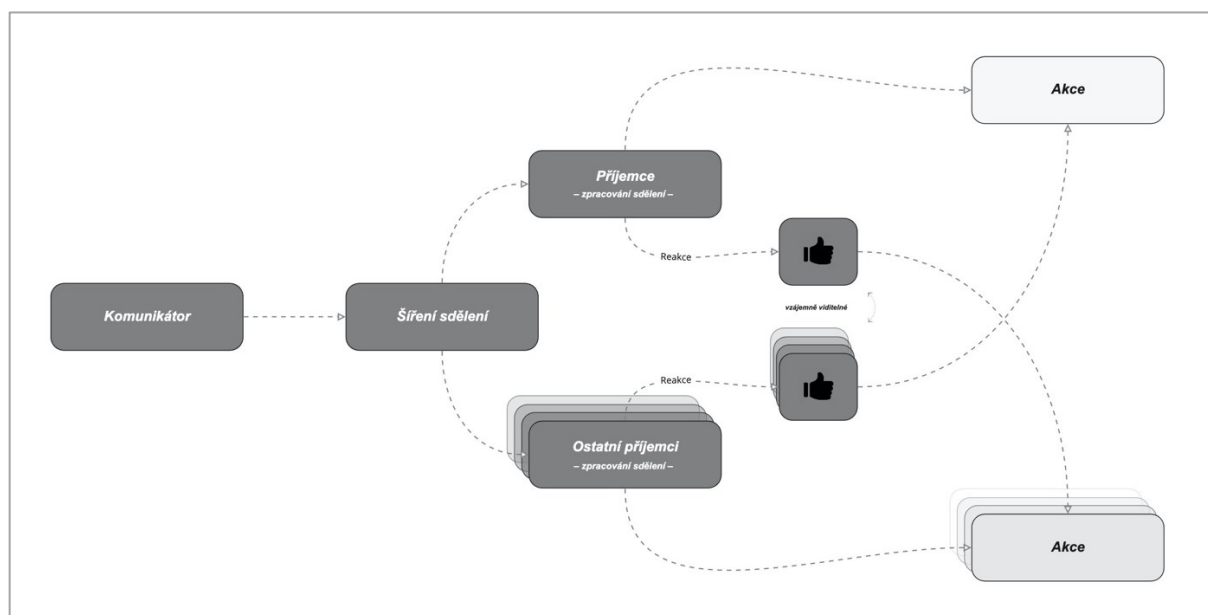 Akce
Příjemce
– zpracování sdělení –
Reakce
Komunikátor
Šíření sdělení
vzájemně viditelné
Reakce
Ostatní příjemci
– zpracování sdělení –
Akce